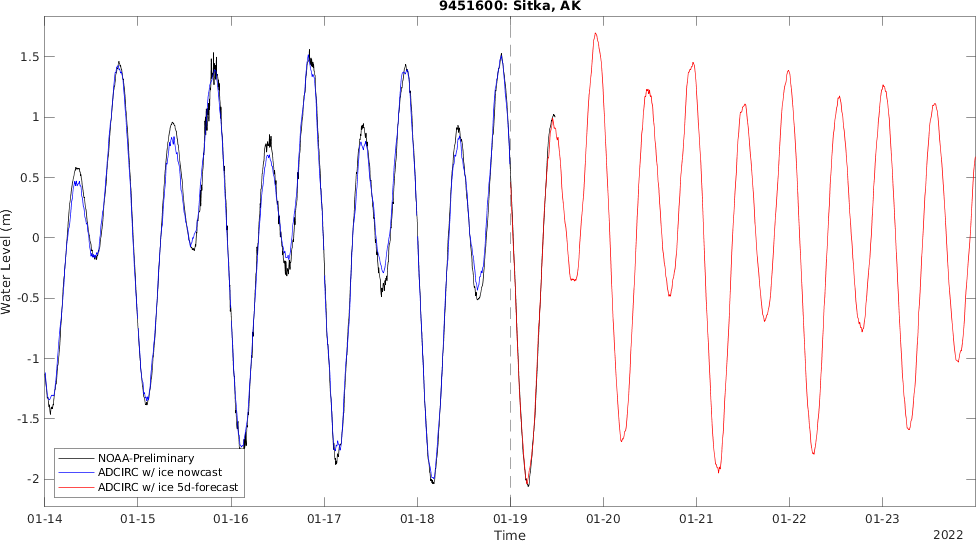 9451600: Sitka, AK
1.5
1
0.5
0
-0.5
-1
-1.5
-2
Water Level (m)
NOAA-Preliminary
ADCIRC w/ ice nowcast
ADCIRC w/ ice 5d-forecast
01-14 01-15 01-16 01-17 01-18 01-19 01-20 01-21 01-22 01-23
Time
2022